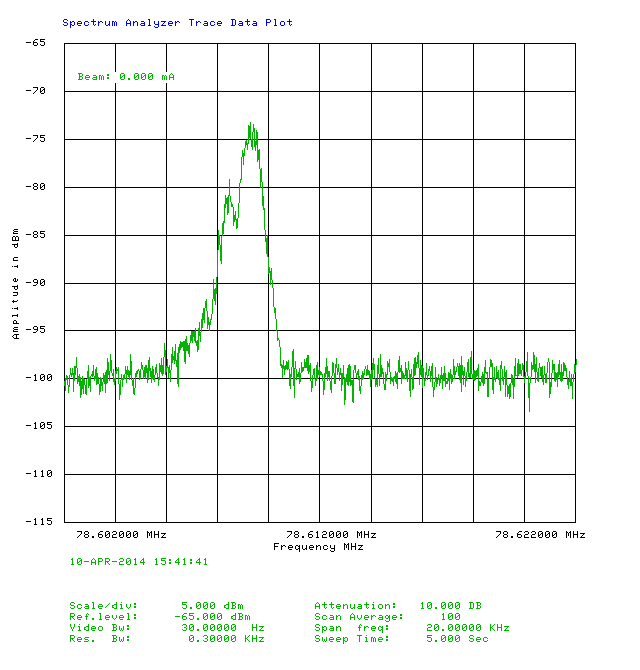 Spectrum Analyzer Trace Data Plot
-65
Beam: 0.000 mA
-70
-75
-80
-85
Amplitude in dBm
-90
-95
-100
-105
-110
-115
78.602000 MHz 78.612000 MHz 78.622000 MHz
Frequency MHz
10-APR-2014 15:41:41
Scale/div: 5.000 dBm Attenuation: 10.000 DB
Ref.level: -65.000 dBm Scan Average: 100
Video Bw: 30.00000 Hz Span freq: 20.00000 KHz
Res. Bw: 0.30000 KHz Sweep Time: 5.000 Sec